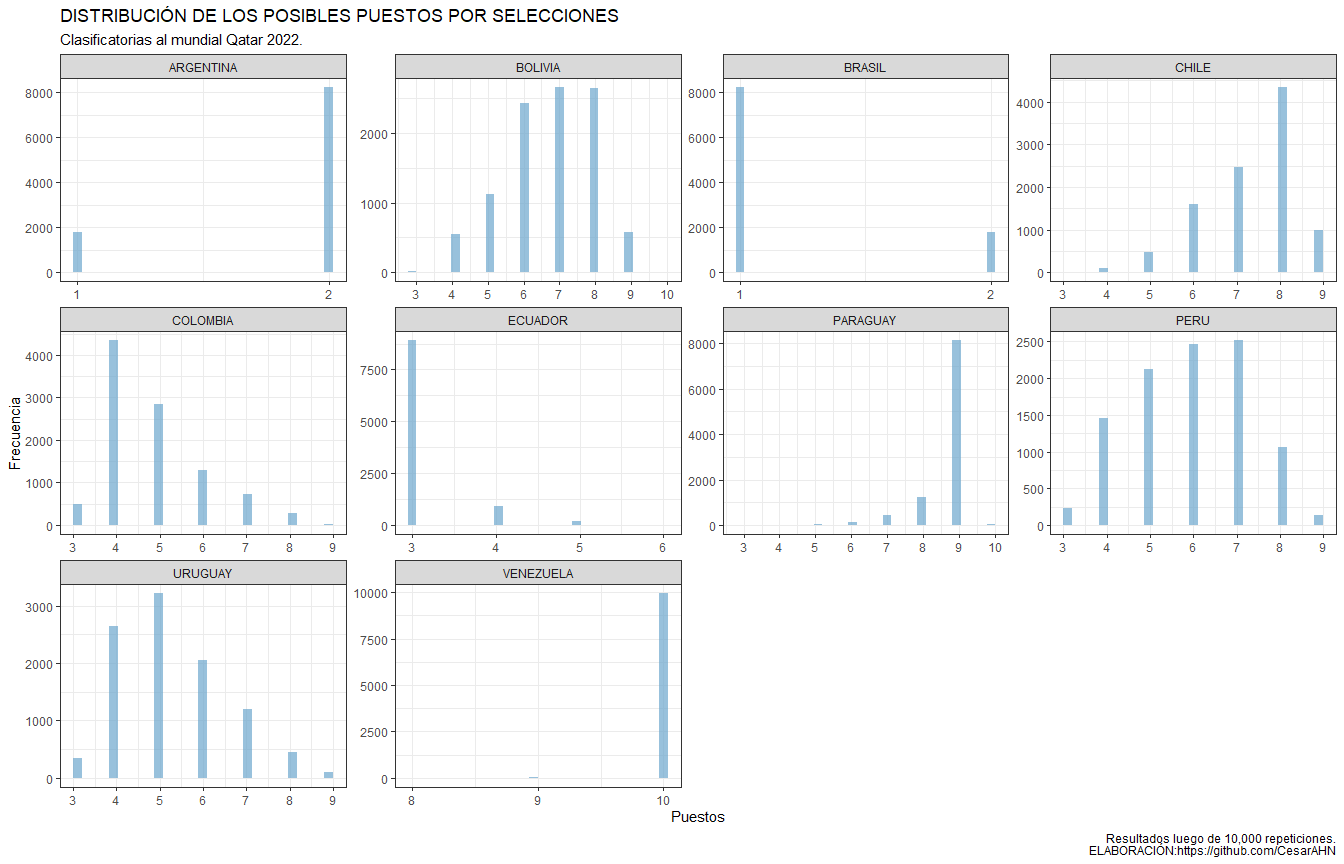 DISTRIBUCIÓN DE LOS POSIBLES PUESTOS POR SELECCIONES
Clasificatorias al mundial Qatar 2022.
ARGENTINA
BOLIVIA
BRASIL
CHILE
8000
6000
4000
2000
0
1 2
2000
1000
0
3 4 5 6 7 8 9 10
8000
6000
4000
2000
0
1 2
4000
3000
2000
1000
0
3 4 5 6 7 8 9
COLOMBIA
ECUADOR
PARAGUAY
PERU
4000
3000
2000
1000
0
3 4 5 6 7 8 9
7500
5000
2500
0
3 4 5 6
8000
6000
4000
2000
0
3 4 5 6 7 8 9 10
2500
2000
1500
1000
500
0
3 4 5 6 7 8 9
Frecuencia
URUGUAY
VENEZUELA
3000
2000
1000
0
3 4 5 6 7 8 9
10000
7500
5000
2500
0
8 9 10
Puestos
Resultados luego de 10,000 repeticiones.
ELABORACIÓN:https://github.com/CesarAHN